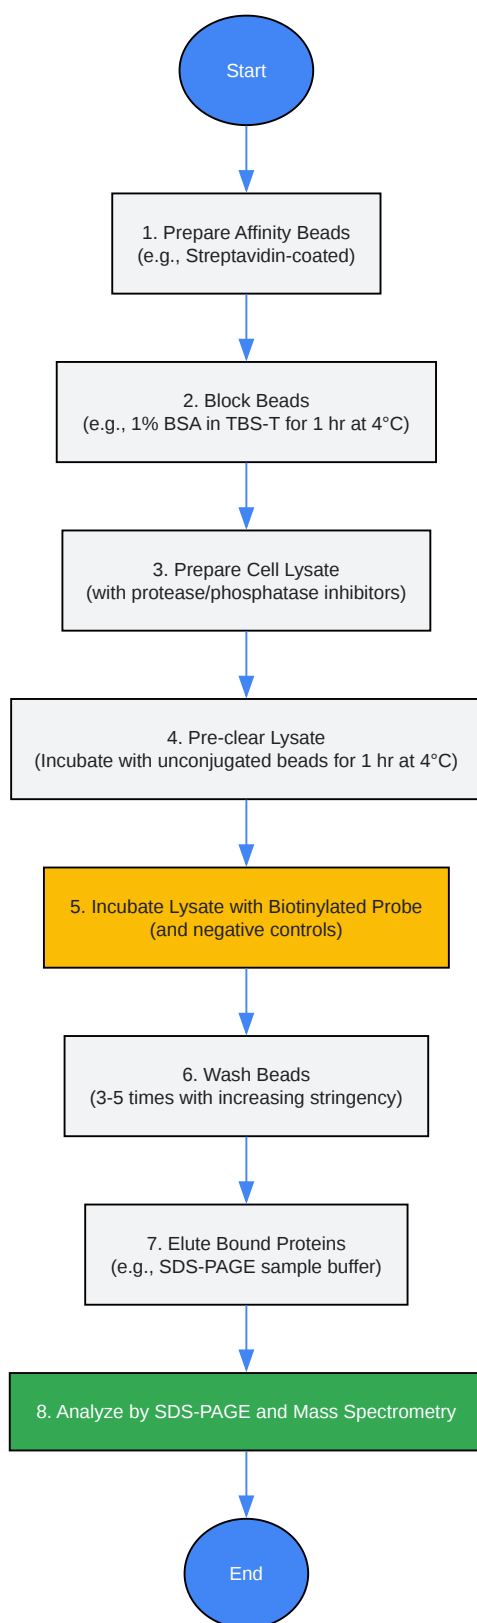 Start
1. Prepare Affinity Beads
(e.g., Streptavidin-coated)
2. Block Beads
(e.g., 1% BSA in TBS-T for 1 hr at 4°C)
3. Prepare Cell Lysate
(with protease/phosphatase inhibitors)
4. Pre-clear Lysate
(Incubate with unconjugated beads for 1 hr at 4°C)
5. Incubate Lysate with Biotinylated Probe
(and negative controls)
6. Wash Beads
(3-5 times with increasing stringency)
7. Elute Bound Proteins
(e.g., SDS-PAGE sample buffer)
8. Analyze by SDS-PAGE and Mass Spectrometry
End